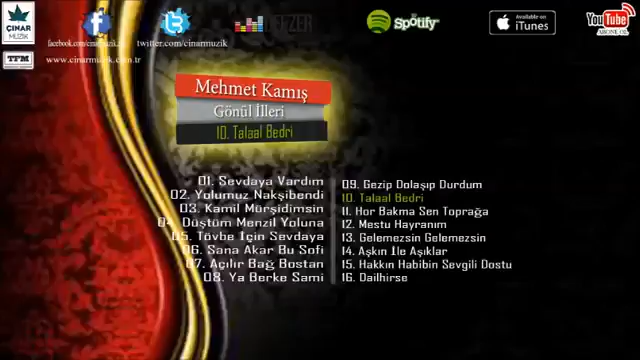 ÇINAR
MÜZİK
TFM
DEEZER
Spotify
Available on
iTunes
YouTube
ABONE OL
facebook.com/cinarmuzik
twitter.com/cinarmuzik
www.cinarmuzik.com.tr
Mehmet Kamış
Gönül İlleri
10. Talaal Bedri
01. Sevdaya Vardım
02. Yolumuz Nakşibendi
03. Kamil Mürşidimsin
04. Düştüm Menzil Yoluna
05. Tövbe İçin Sevdaya
06. Sana Akar Bu Sofi
07. Açılır Bağ Bostan
08. Ya Berke Sami
09. Gezip Dolaşıp Durdum
10. Talaal Bedri
11. Hor Bakma Sen Toprağa
12. Mestu Hayranım
13. Gelemezsin Gelemezsin
14. Aşkın İle Aşıklar
15. Hakkın Habibin Sevgili Dostu
16. Dailhirse